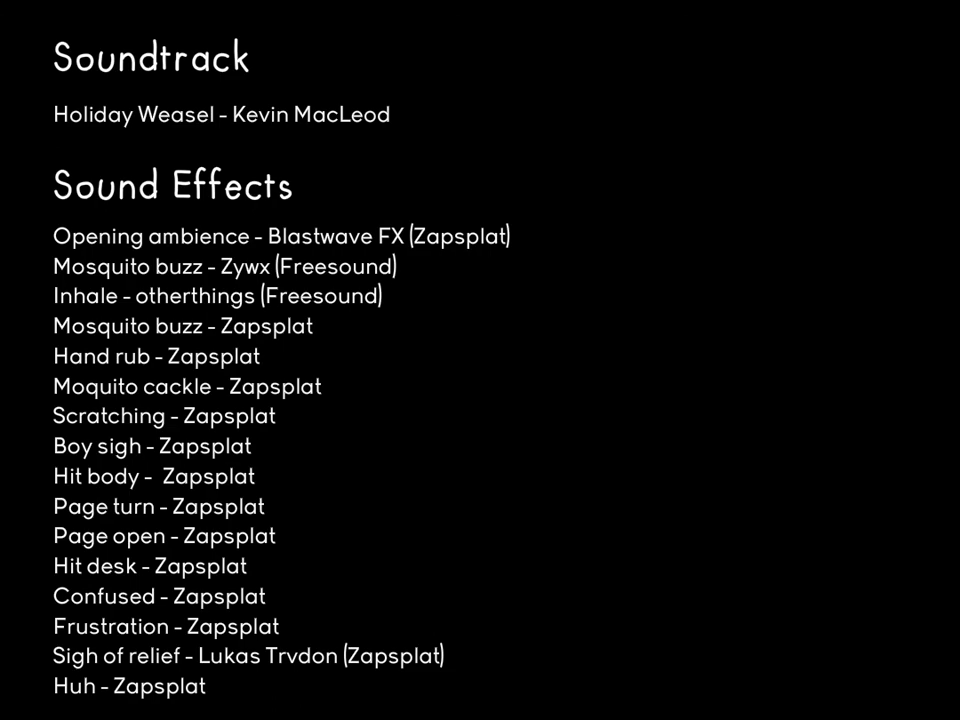 Soundtrack
Holiday Weasel - Kevin MacLeod
Sound Effects
Opening ambience - Blastwave FX (Zapsplat)
Mosquito buzz - Zywx (Freesound)
Inhale - otherthings (Freesound)
Mosquito buzz - Zapsplat
Hand rub - Zapsplat
Moquito cackle - Zapsplat
Scratching - Zapsplat
Boy sigh - Zapsplat
Hit body -  Zapsplat
Page turn - Zapsplat
Page open - Zapsplat
Hit desk - Zapsplat
Confused - Zapsplat
Frustration - Zapsplat
Sigh of relief - Lukas Trvdon (Zapsplat)
Huh - Zapsplat